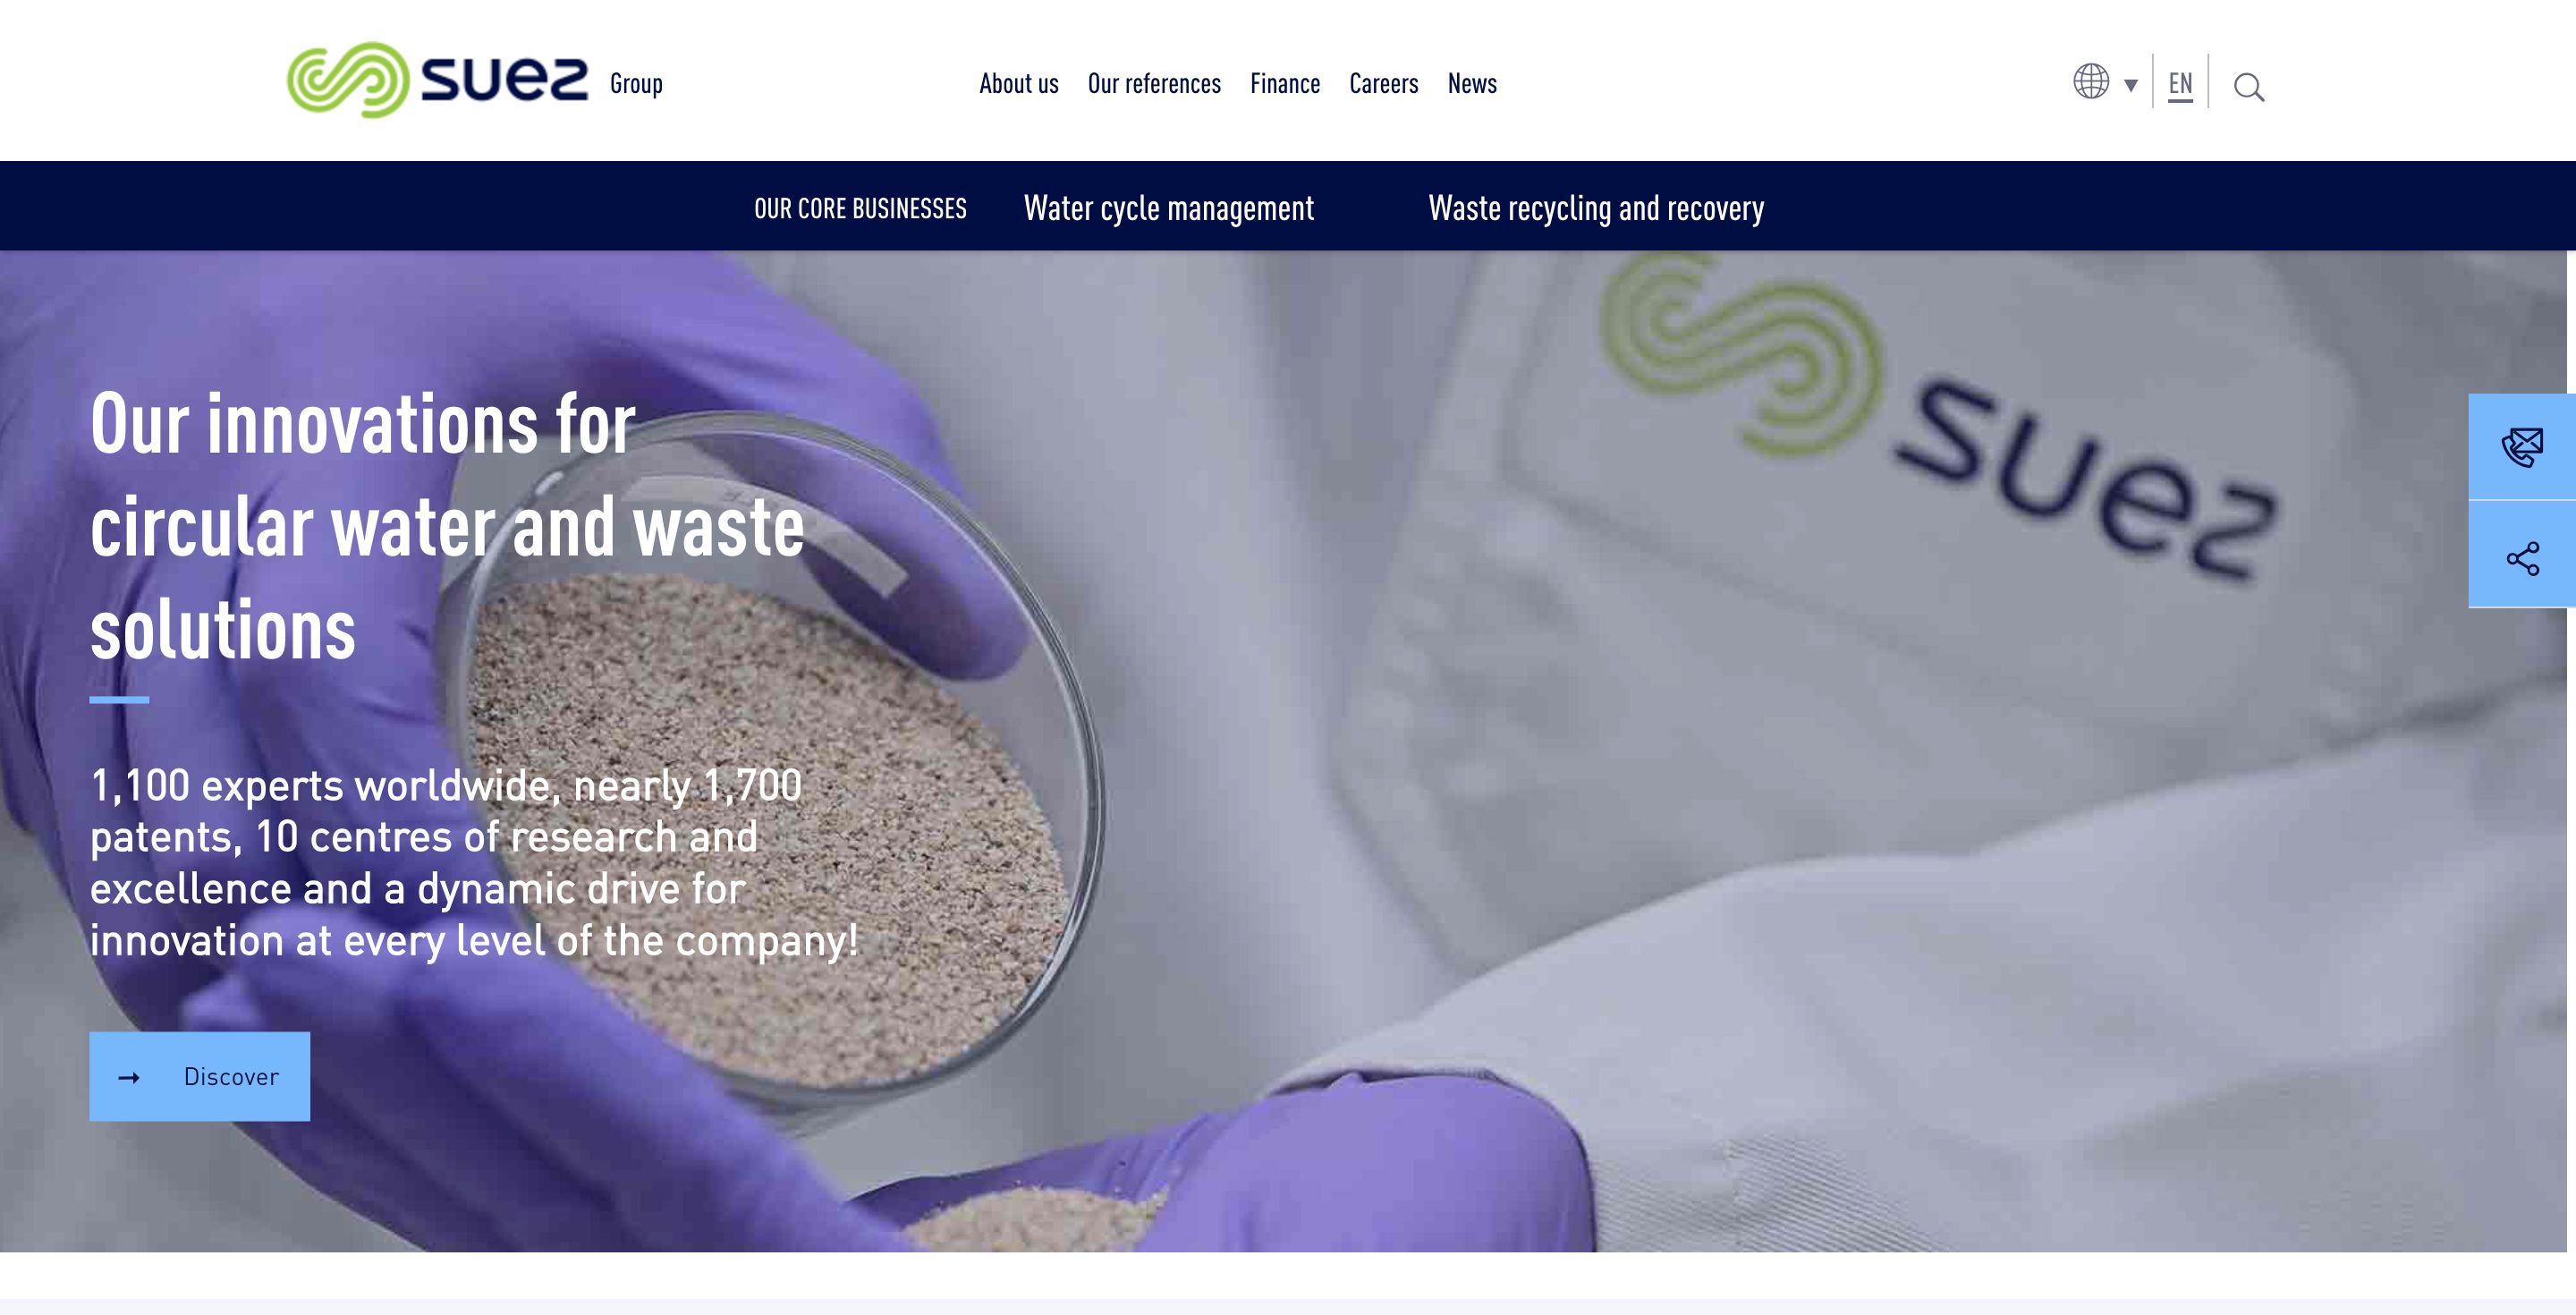 suez Group
About us Our references Finance Careers News
EN
OUR CORE BUSINESSES Water cycle management Waste recycling and recovery
suez
Our innovations for
circular water and waste
solutions
1,100 experts worldwide, nearly 1,700
patents, 10 centres of research and
excellence and a dynamic drive for
innovation at every level of the company!
→ Discover